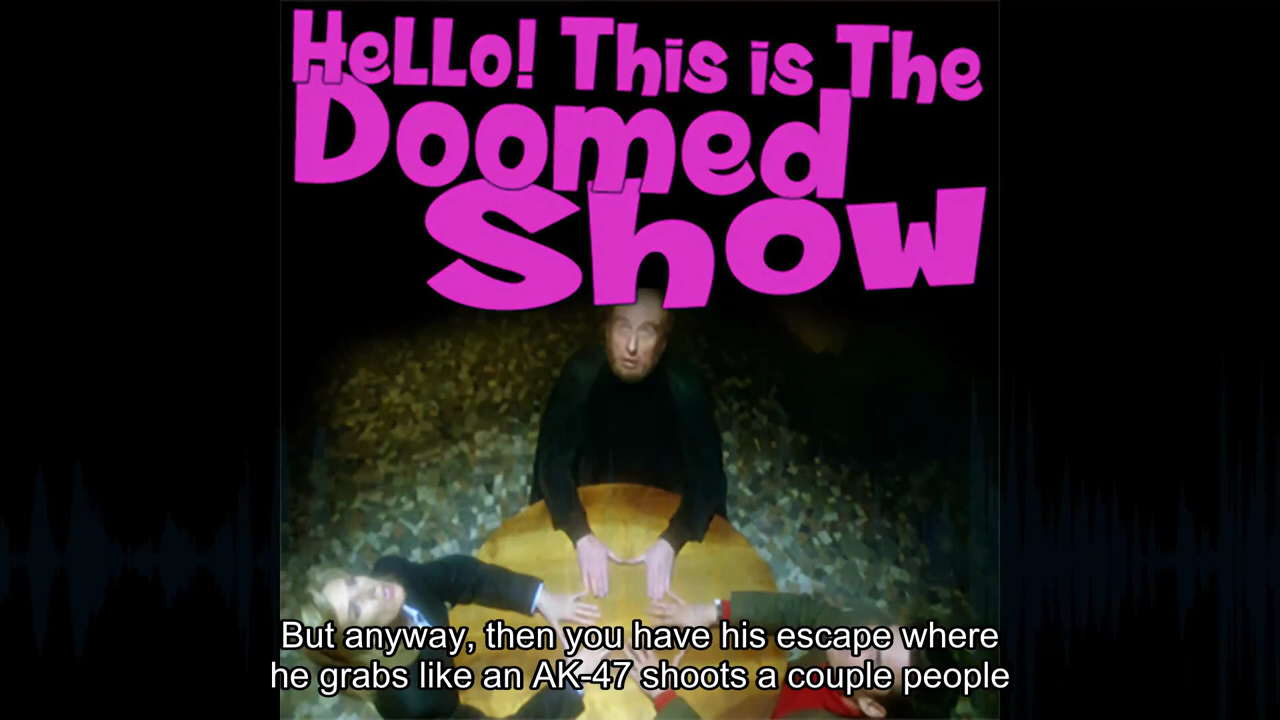 HeLLo! This is The
Doomed
Show
But anyway, then you have his escape where
he grabs like an AK-47 shoots a couple people